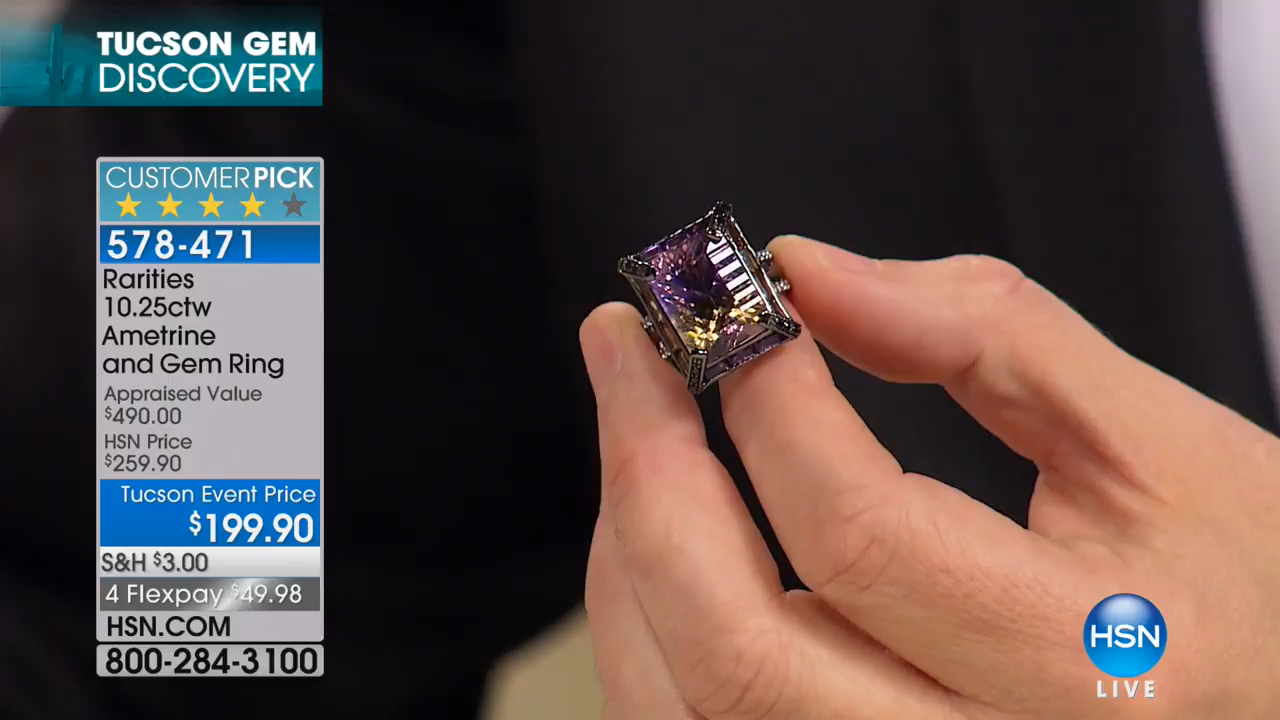 TUCSON GEM
DISCOVERY
CUSTOMER PICK
578-471
Rarities
10.25ctw
Ametrine
and Gem Ring
Appraised Value
$490.00
HSN Price
$259.90
Tucson Event Price
$199.90
S&H $3.00
4 Flexpay $49.98
HSN.COM
800-284-3100
HSN
LIVE